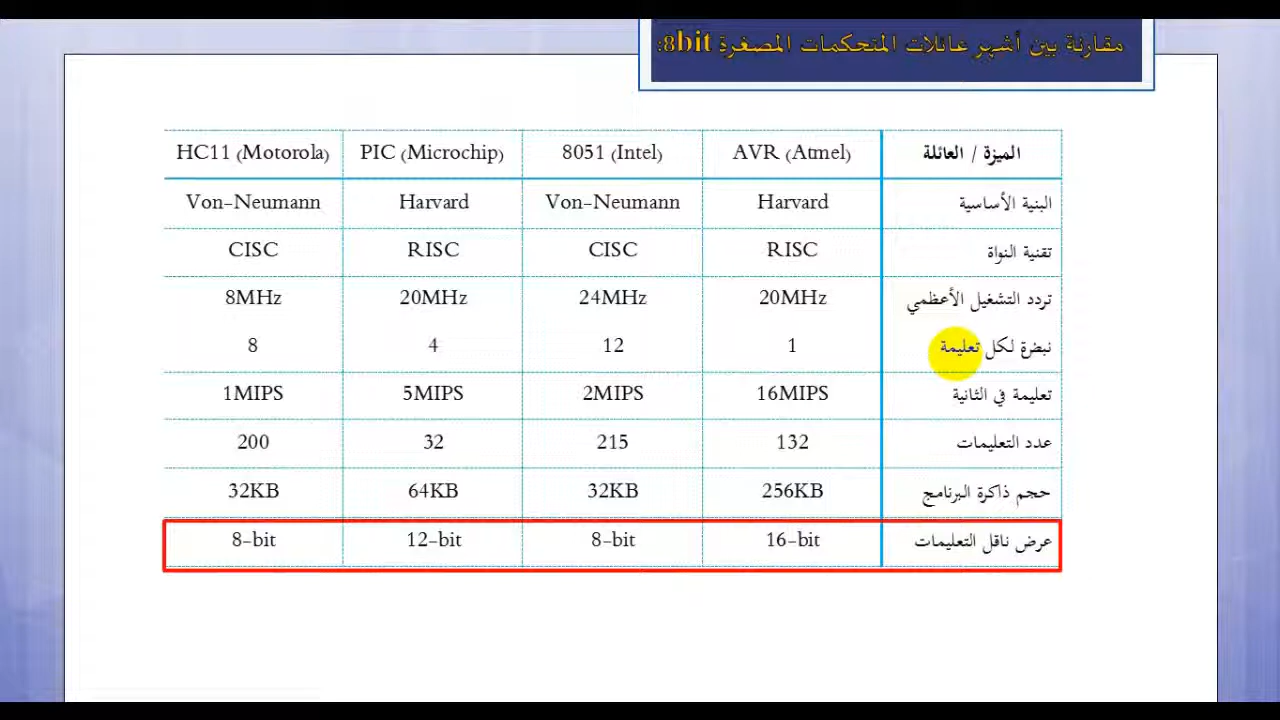 مقارنة بين أشهر عائلات المتحكمات المصغرة 8bit:
الميزة / العائلة AVR (Atmel) 8051 (Intel) PIC (Microchip) HC11 (Motorola)
البنية الأساسية Harvard Von-Neumann Harvard Von-Neumann
تقنية النواة RISC CISC RISC CISC
تردد التشغيل الأعظمي 20MHz 24MHz 20MHz 8MHz
نبضة لكل تعليمة 1 12 4 8
تعليمة في الثانية 16MIPS 2MIPS 5MIPS 1MIPS
عدد التعليمات 132 215 32 200
حجم ذاكرة البرنامج 256KB 32KB 64KB 32KB
عرض ناقل التعليمات 16-bit 8-bit 12-bit 8-bit